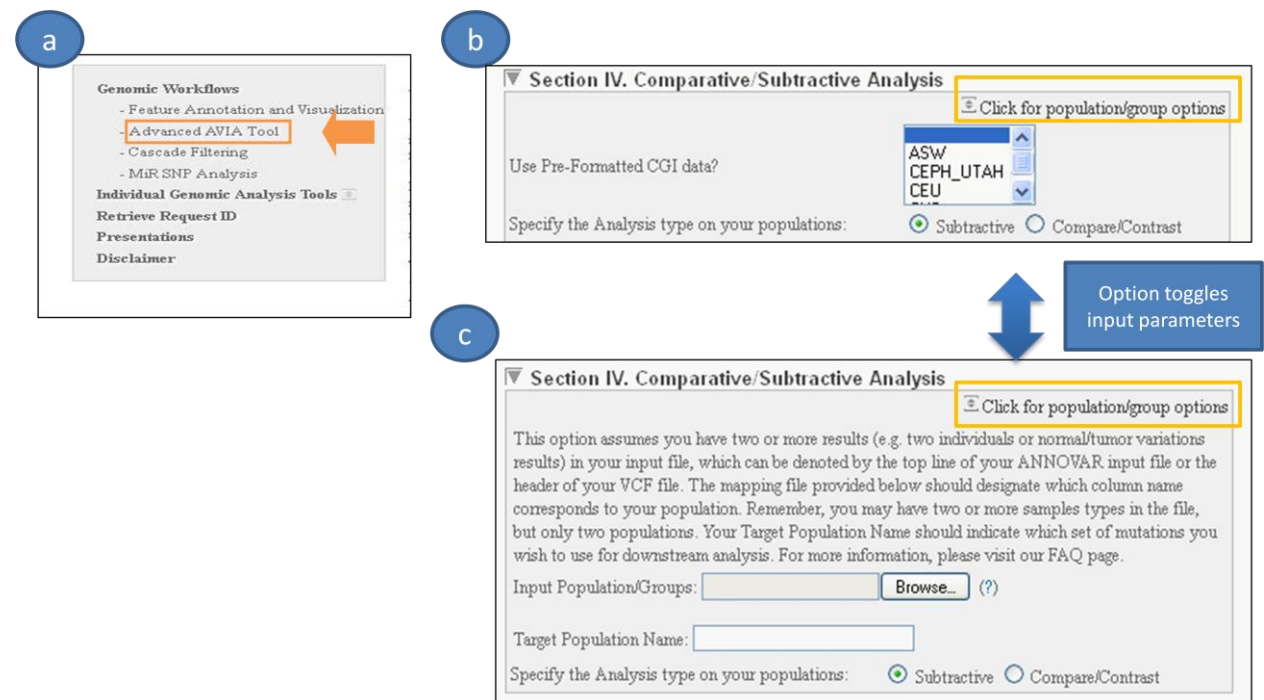 a
Genomic Workflows
- Feature Annotation and Visualization
- Advanced AVIA Tool
- Cascade Filtering
- MiR SNP Analysis
Individual Genomic Analysis Tools
Retrieve Request ID
Presentations
Disclaimer
b
Section IV. Comparative/Subtractive Analysis
Click for population/group options
Use Pre-Formatted CGI data?
ASW
CEPH_UTAH
CEU
Specify the Analysis type on your populations:
Subtractive Compare/Contrast
Option toggles
input parameters
c
Section IV. Comparative/Subtractive Analysis
Click for population/group options
This option assumes you have two or more results (e.g. two individuals or normal/tumor variations
results) in your input file, which can be denoted by the top line of your ANNOVAR input file or the
header of your VCF file. The mapping file provided below should designate which column name
corresponds to your population. Remember, you may have two or more samples types in the file,
but only two populations. Your Target Population Name should indicate which set of mutations you
wish to use for downstream analysis. For more information, please visit our FAQ page.
Input Population/Groups: Browse... (?)
Target Population Name:
Specify the Analysis type on your populations: Subtractive Compare/Contrast